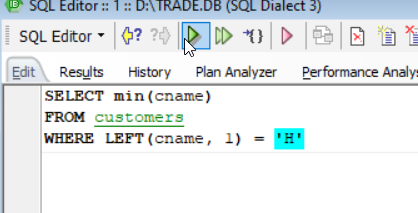 SQL Editor :: 1 :: D:\TRADE.DB (SQL Dialect 3)
SQL Editor
Edit Results History Plan Analyzer Performance Analys
SELECT min(cname)
FROM customers
WHERE LEFT(cname, 1) = 'H'